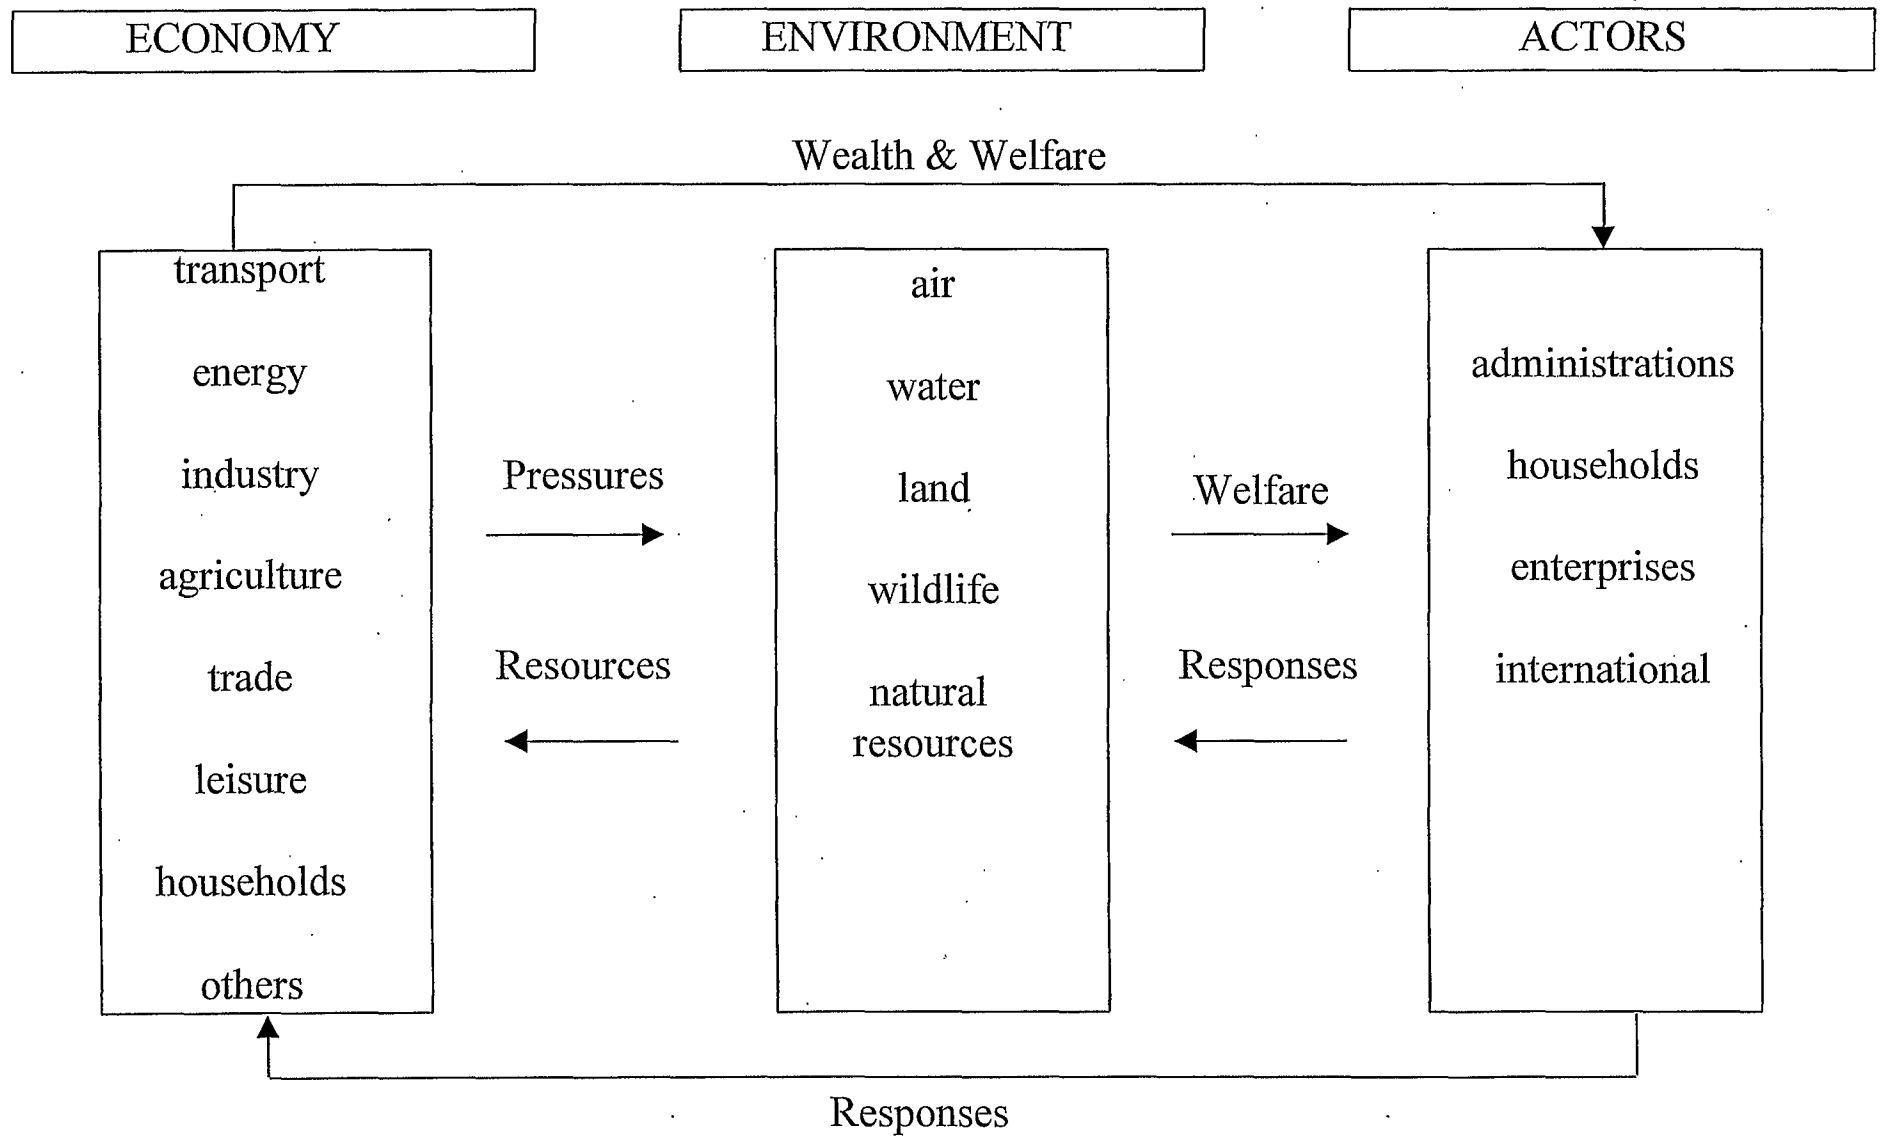 ECONOMY
ENVIRONMENT
ACTORS
Wealth & Welfare
transport
energy
industry
agriculture
trade
leisure
households
others
Pressures
Resources
air
water
land
wildlife
natural
resources
Welfare
Responses
administrations
households
enterprises
international
Responses